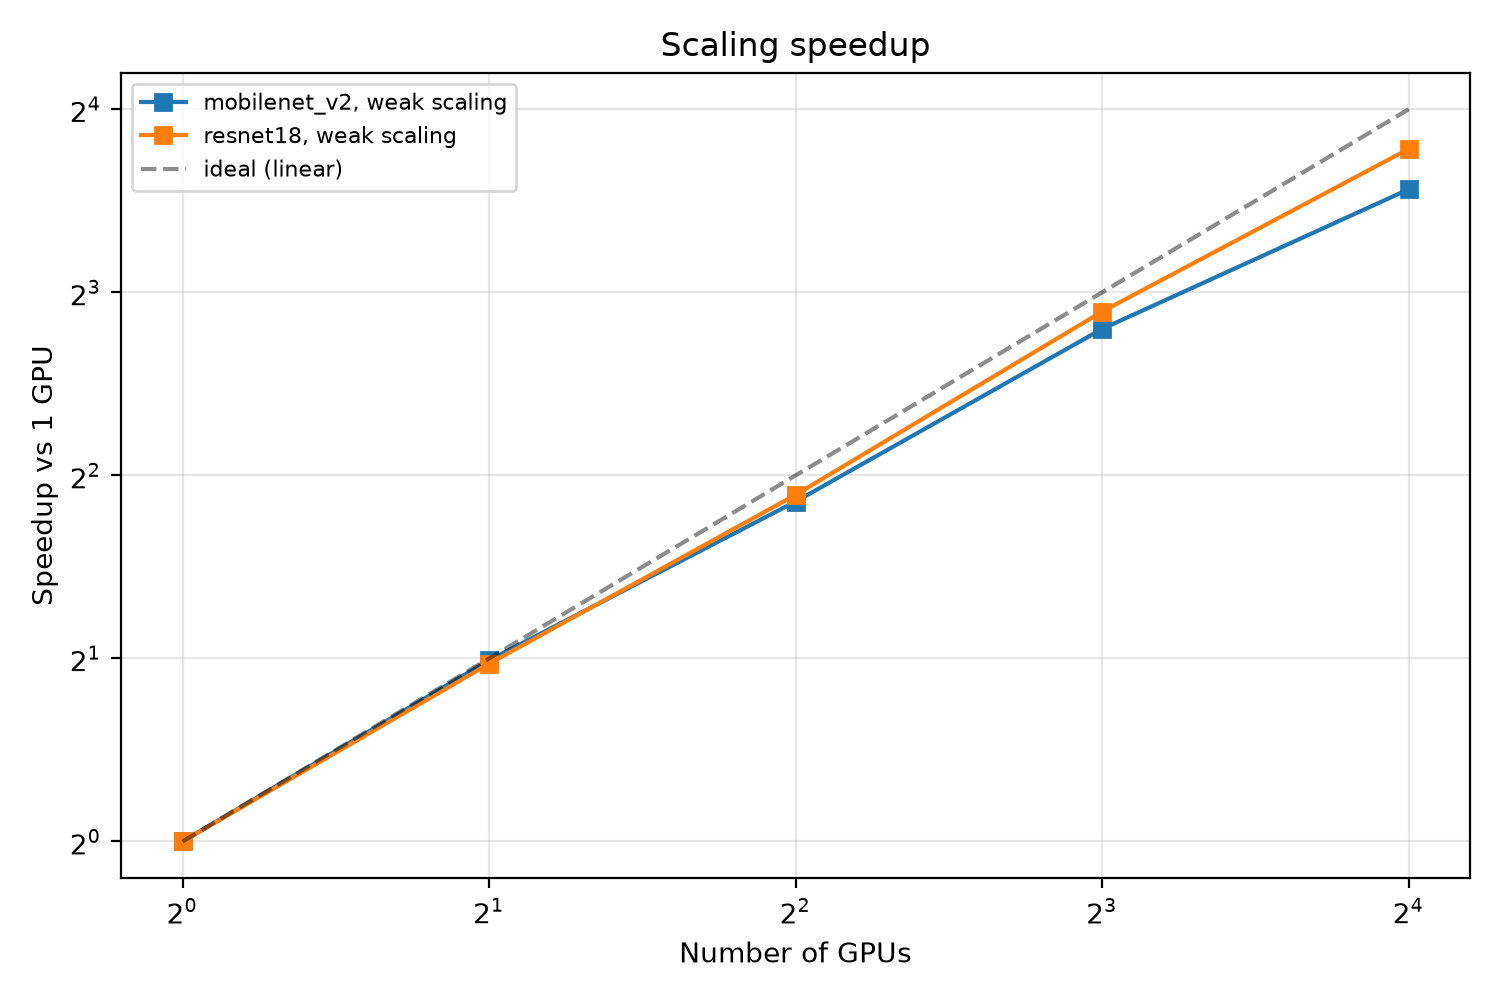 Scaling speedup
mobilenet_v2, weak scaling
resnet18, weak scaling
ideal (linear)
Speedup vs 1 GPU
2⁴
2³
2²
2¹
2⁰
2⁰ 2¹ 2² 2³ 2⁴
Number of GPUs